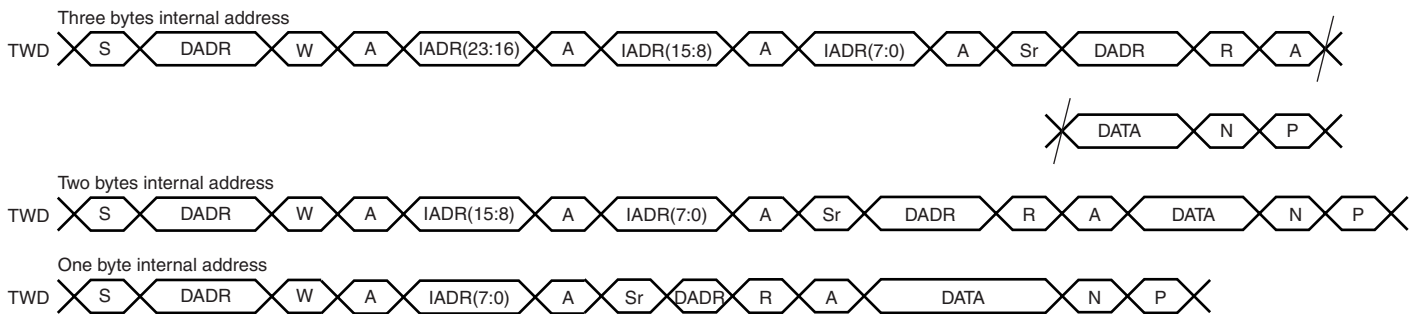 Three bytes internal address
TWD S DADR W A IADR(23:16) A IADR(15:8) A IADR(7:0) A Sr DADR R A
DATA N P
Two bytes internal address
TWD S DADR W A IADR(15:8) A IADR(7:0) A Sr DADR R A DATA N P
One byte internal address
TWD S DADR W A IADR(7:0) A Sr DADR R A DATA N P